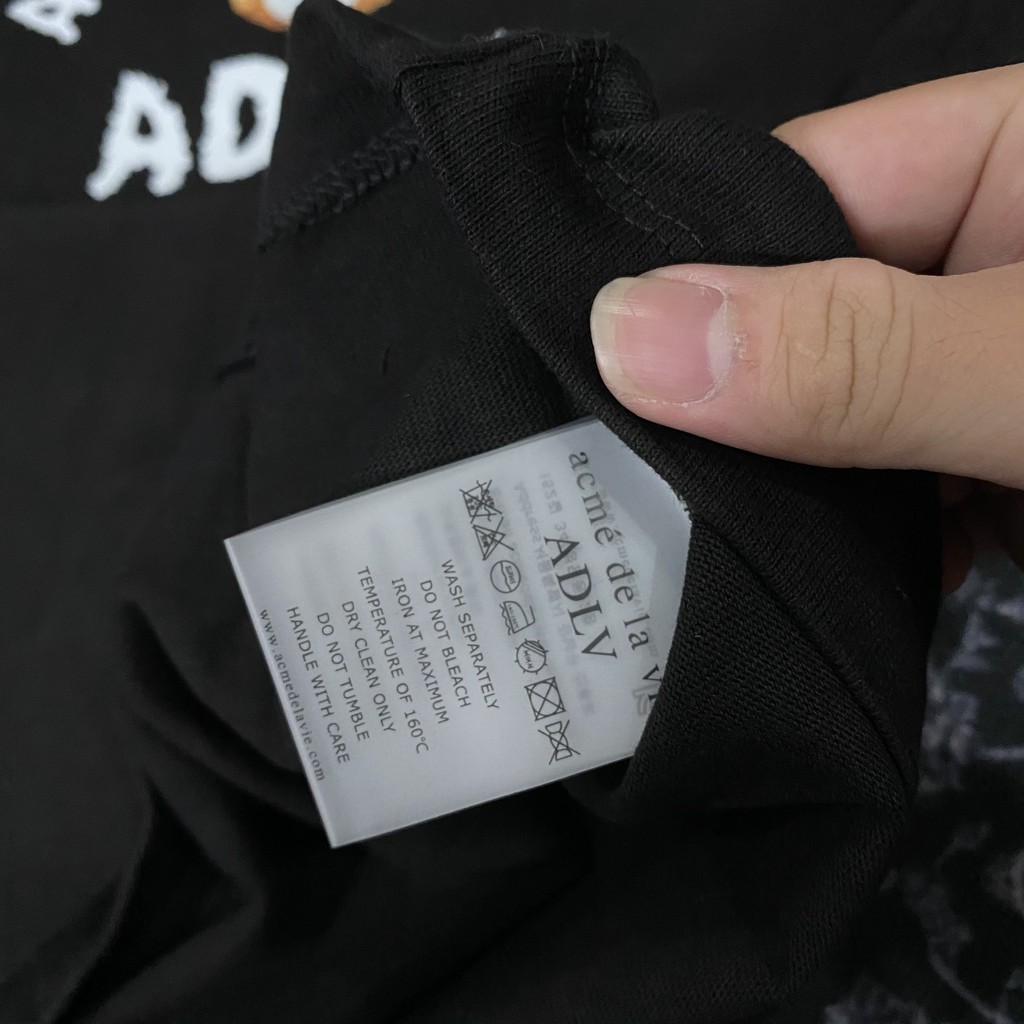 A
AD
acmé de la
ADLV
WASH SEPARATELY
DO NOT BLEACH
IRON AT MAXIMUM
TEMPERATURE OF 160℃
DRY CLEAN ONLY
DO NOT TUMBLE
HANDLE WITH CARE
www.acmedelavie.com